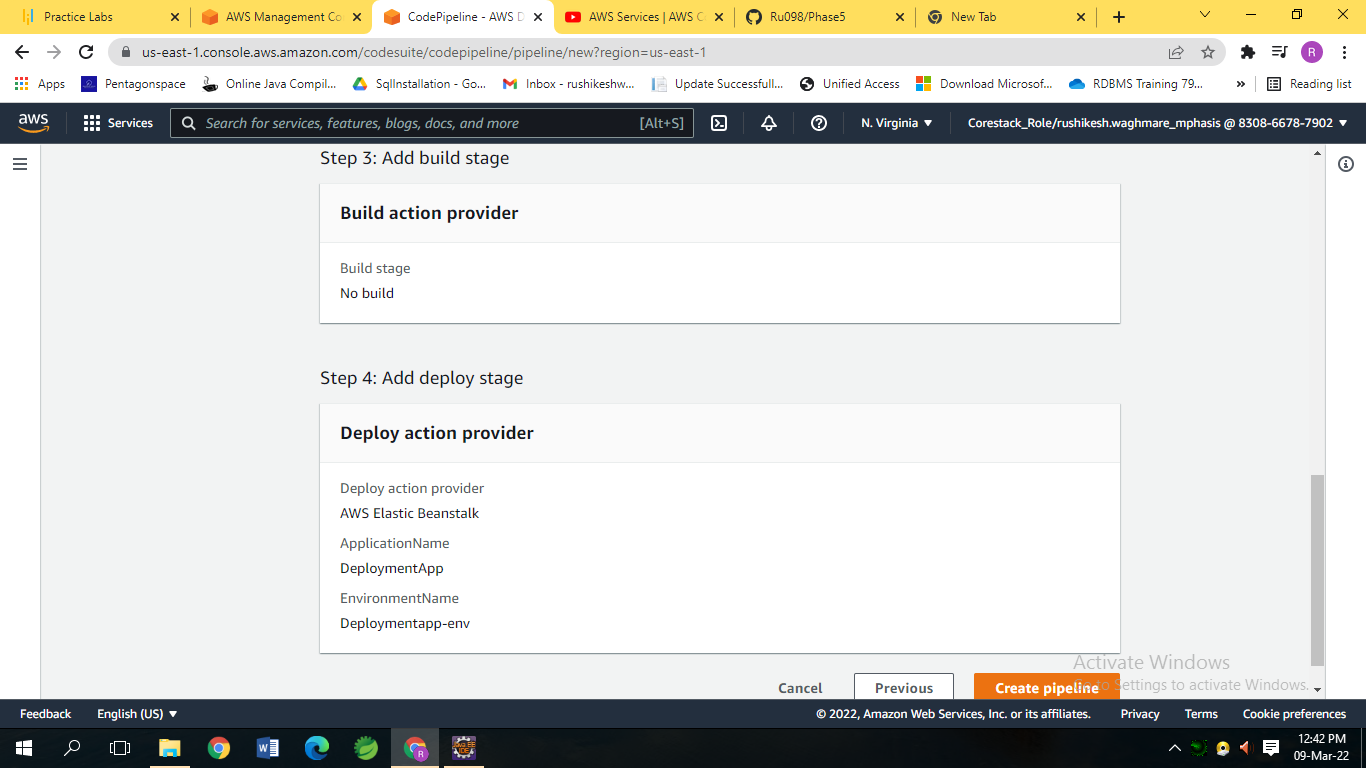 Practice Labs
AWS Management Co
CodePipeline - AWS D
AWS Services | AWS C
Ru098/Phase5
New Tab
us-east-1.console.aws.amazon.com/codesuite/codepipeline/pipeline/new?region=us-east-1
R
Apps
Pentagonspace
Online Java Compil...
SqlInstallation - Go...
Inbox - rushikeshw...
Update Successfull...
Unified Access
Download Microsof...
RDBMS Training 79...
»
Reading list
aws
Services
Search for services, features, blogs, docs, and more
[Alt+S]
N. Virginia
Corestack_Role/rushikesh.waghmare_mphasis @ 8308-6678-7902
Step 3: Add build stage
Build action provider
Build stage
No build
Step 4: Add deploy stage
Deploy action provider
Deploy action provider
AWS Elastic Beanstalk
ApplicationName
DeploymentApp
EnvironmentName
Deploymentapp-env
Activate Windows
Go to Settings to activate Windows.
Cancel
Previous
Create pipeline
Feedback
English (US)
© 2022, Amazon Web Services, Inc. or its affiliates.
Privacy
Terms
Cookie preferences
12:42 PM
09-Mar-22